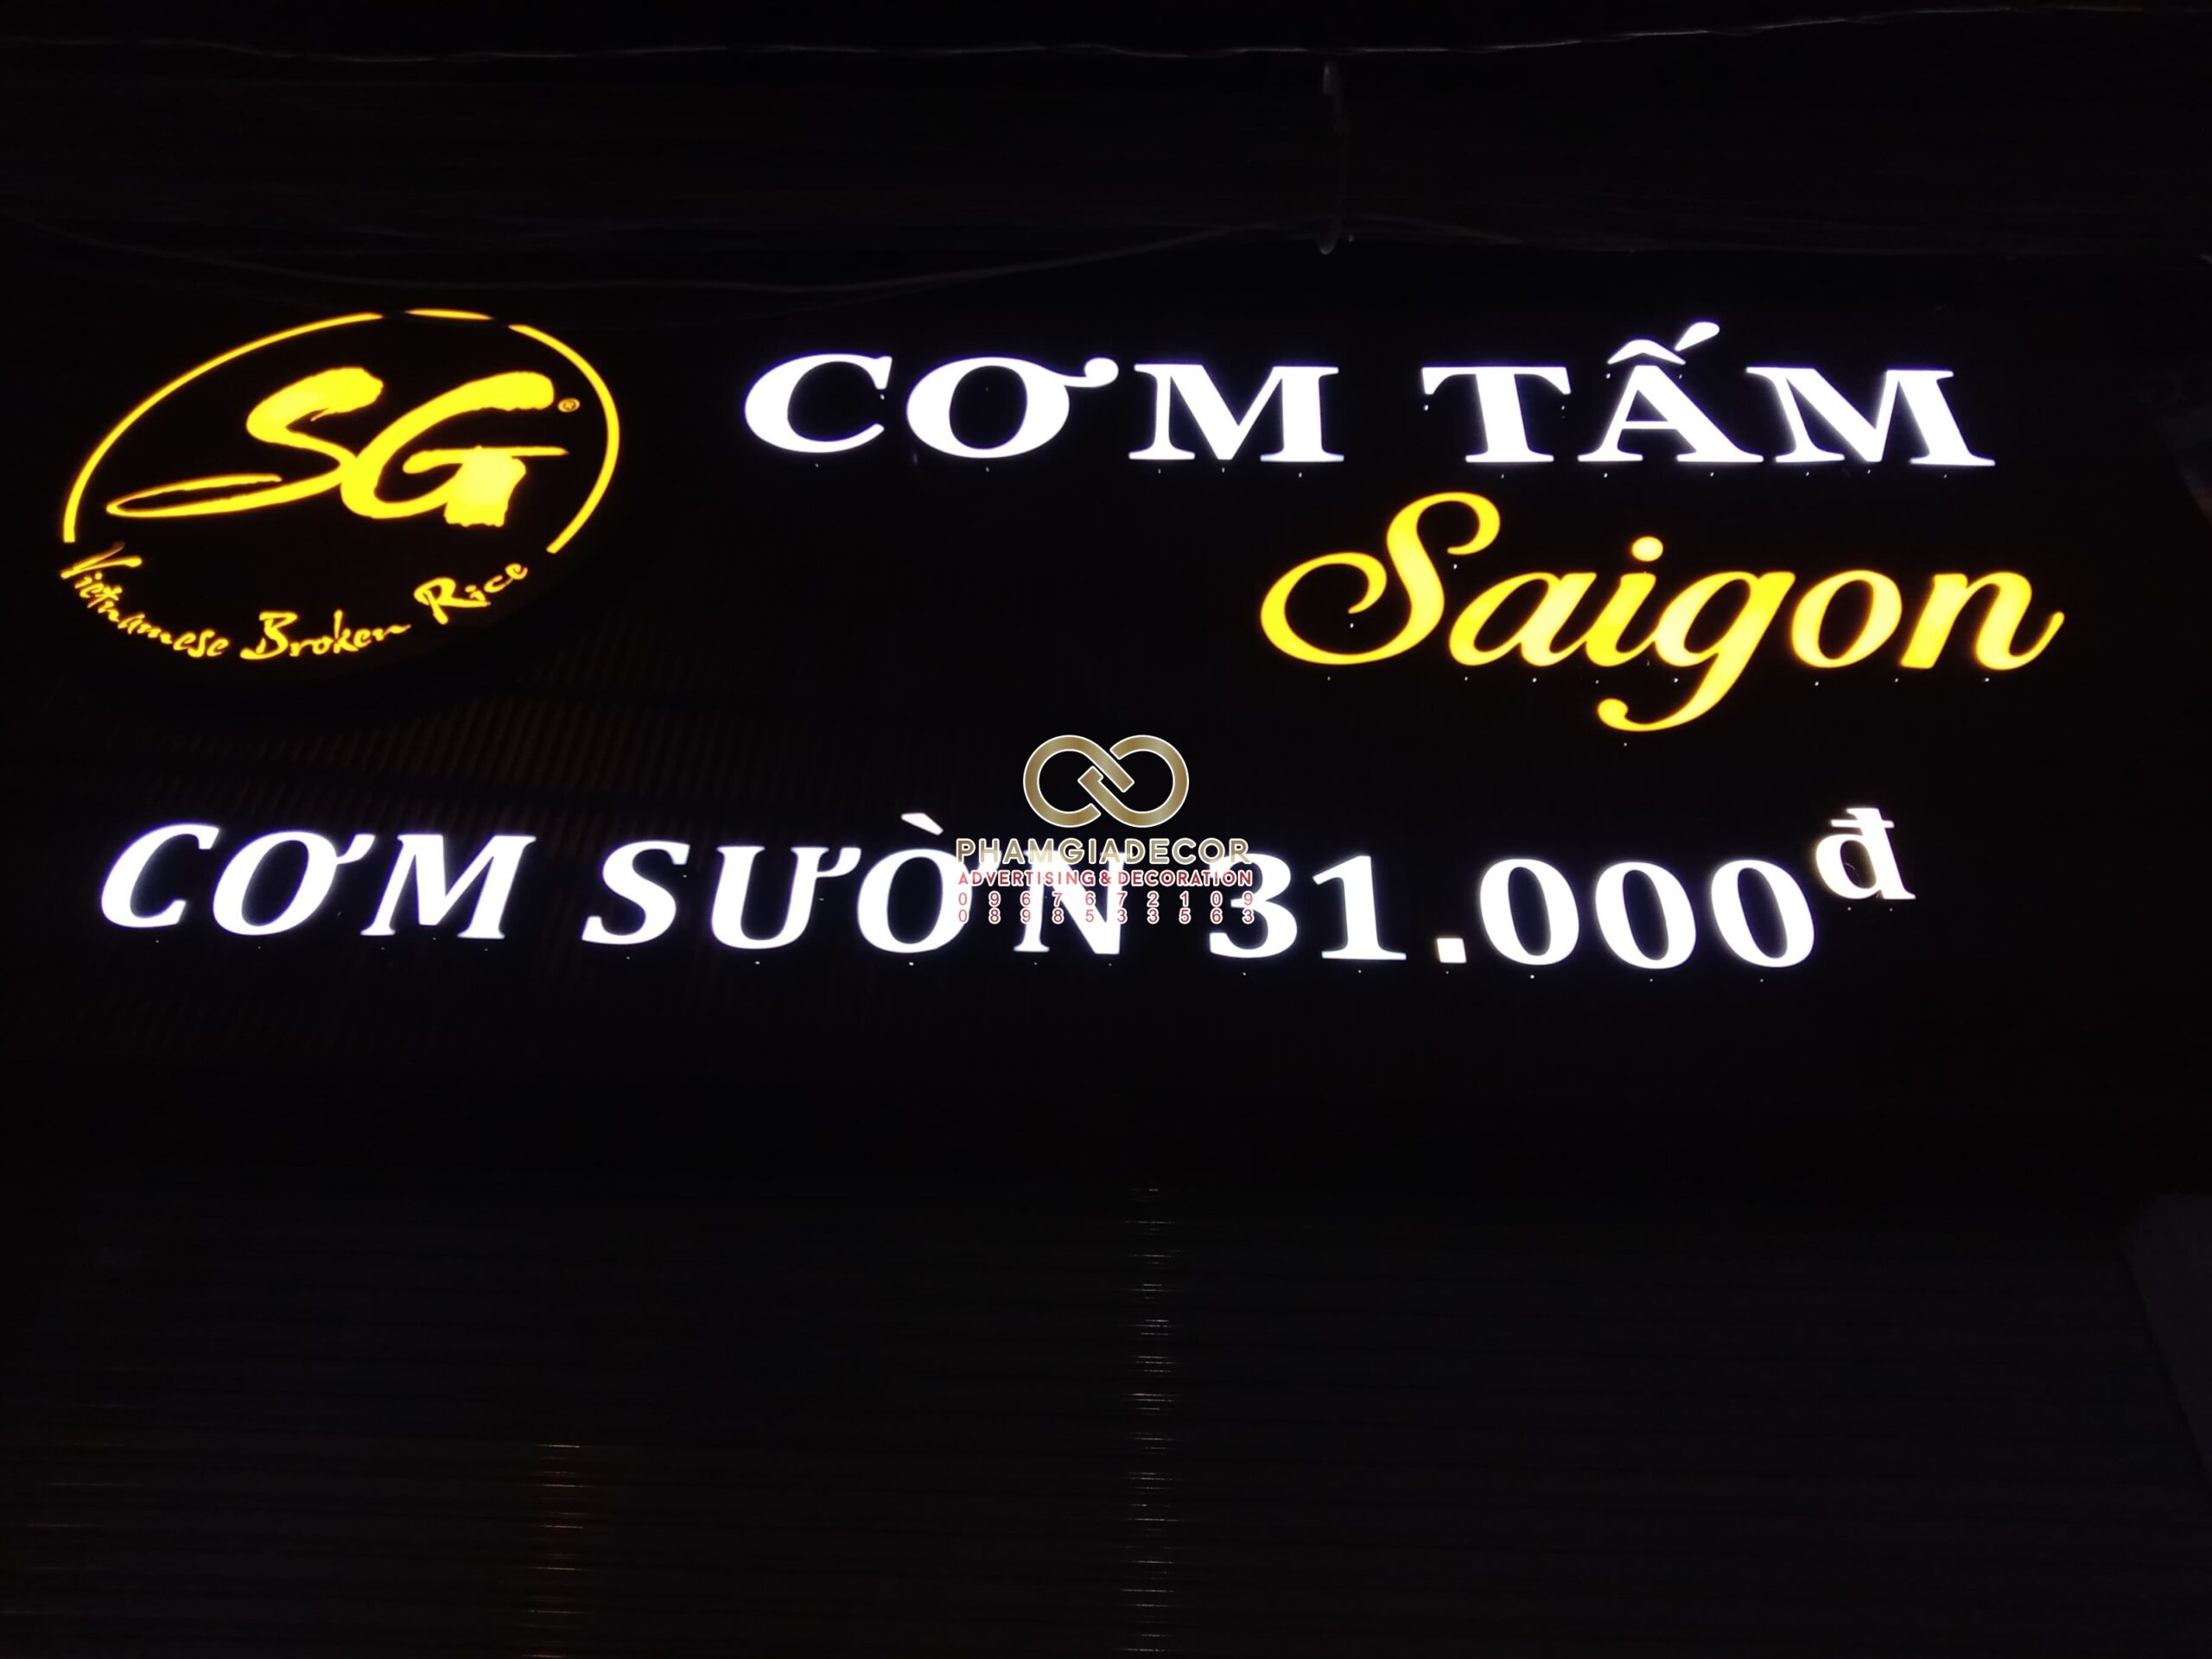 SG®
Vietnamese Broken Rice
CƠM TẤM
Saigon
CƠM SƯỜN 31.000đ
PHAMGIADECOR
ADVERTISING & DECORATION
0967672109
0898533563